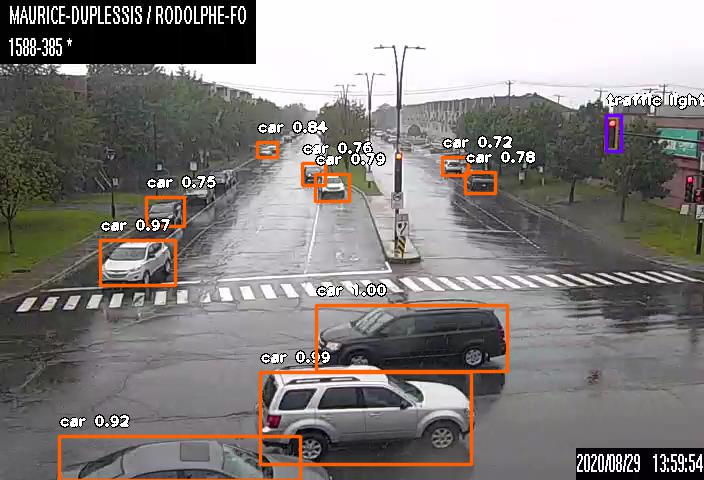 MAURICE-DUPLESSIS / RODOLPHE-FO
1588-385 *
traffic light
car 0.84
car 0.76
car 0.72
car 0.79
car 0.78
car 0.75
car 0.97
car 1.00
car 0.99
car 0.92
2020/08/29 13:59:54